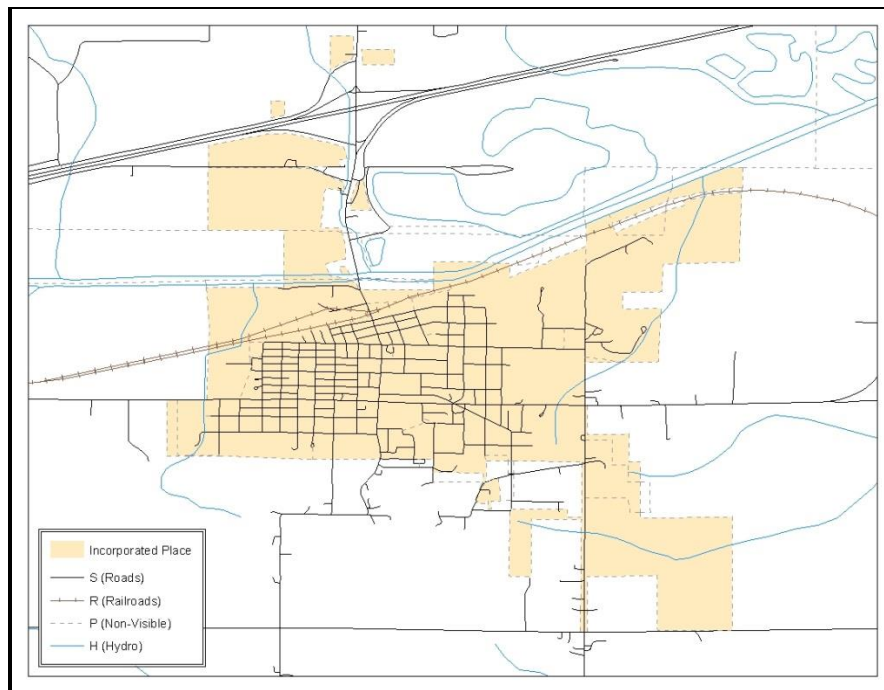 Incorporated Place
S (Roads)
R (Railroads)
P (Non-Visible)
H (Hydro)